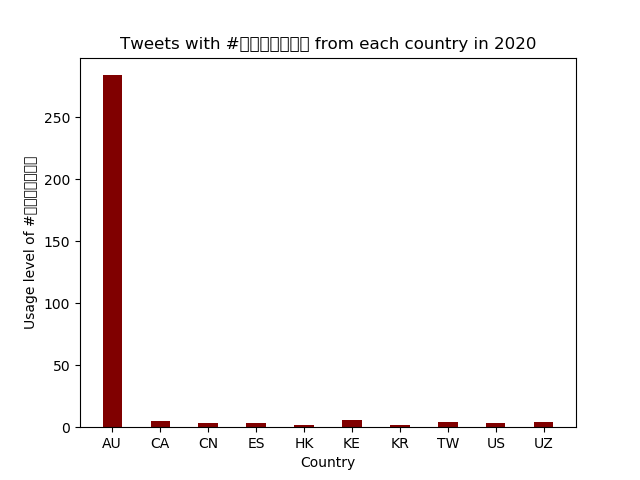 Tweets with #▯▯▯▯▯▯▯ from each country in 2020
Usage level of #▯▯▯▯▯▯▯
250
200
150
100
50
0
AU CA CN ES HK KE KR TW US UZ
Country